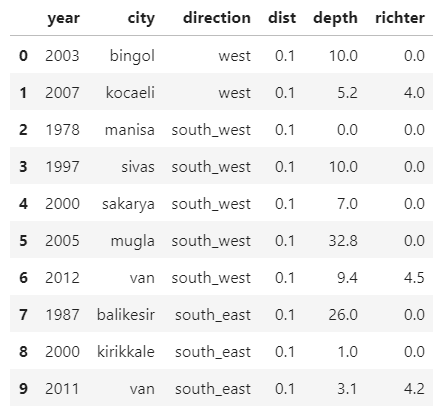 year city direction dist depth richter
0 2003 bingol west 0.1 10.0 0.0
1 2007 kocaeli west 0.1 5.2 4.0
2 1978 manisa south_west 0.1 0.0 0.0
3 1997 sivas south_west 0.1 10.0 0.0
4 2000 sakarya south_west 0.1 7.0 0.0
5 2005 mugla south_west 0.1 32.8 0.0
6 2012 van south_west 0.1 9.4 4.5
7 1987 balikesir south_east 0.1 26.0 0.0
8 2000 kirikkale south_east 0.1 1.0 0.0
9 2011 van south_east 0.1 3.1 4.2